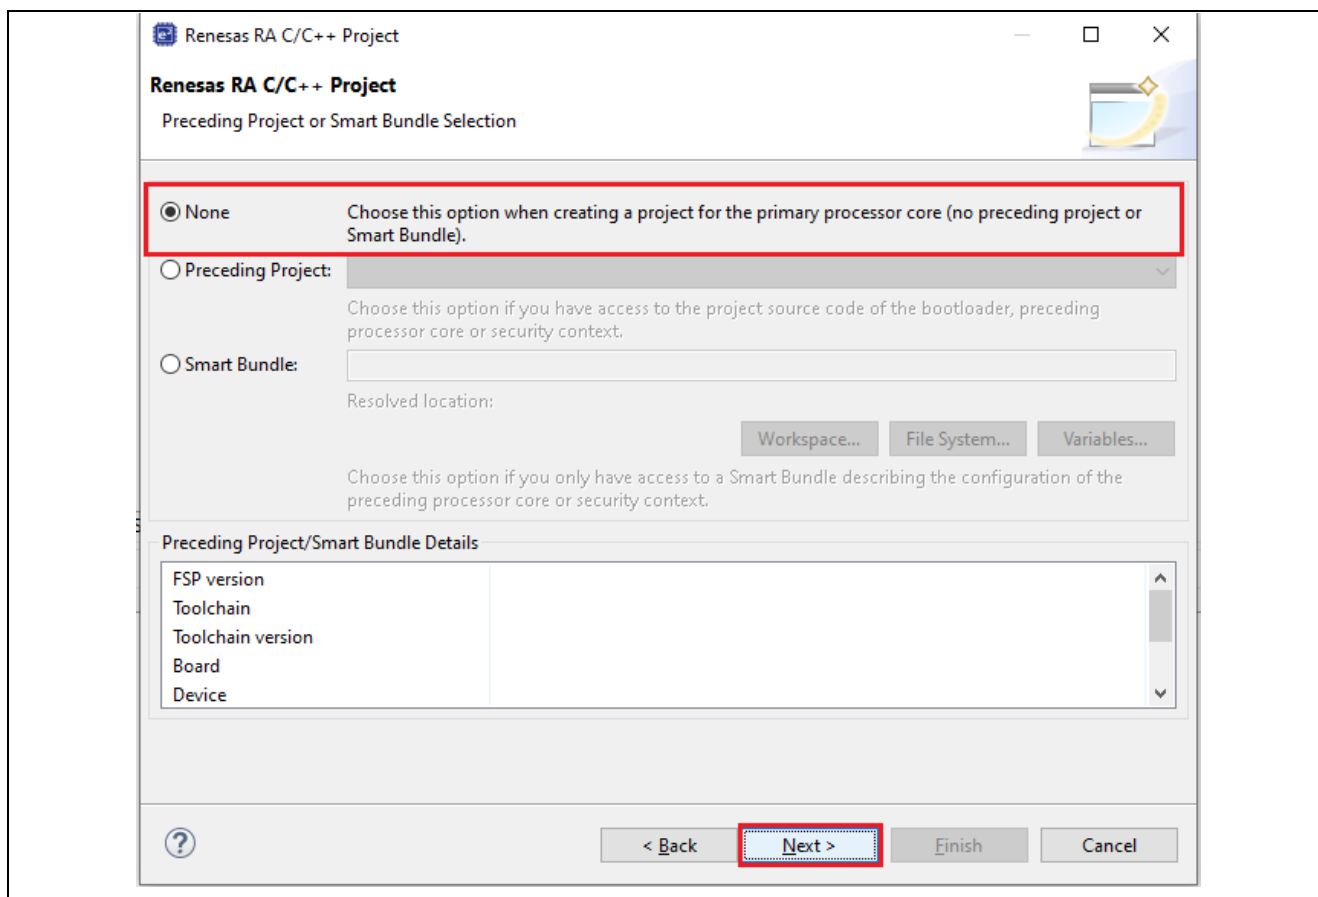 Renesas RA C/C++ Project
Renesas RA C/C++ Project
Preceding Project or Smart Bundle Selection
None
Choose this option when creating a project for the primary processor core (no preceding project or
Smart Bundle).
Preceding Project:
Choose this option if you have access to the project source code of the bootloader, preceding
processor core or security context.
Smart Bundle:
Resolved location:
Workspace...
File System...
Variables...
Choose this option if you only have access to a Smart Bundle describing the configuration of the
preceding processor core or security context.
Preceding Project/Smart Bundle Details
FSP version
Toolchain
Toolchain version
Board
Device
?
< Back
Next >
Finish
Cancel